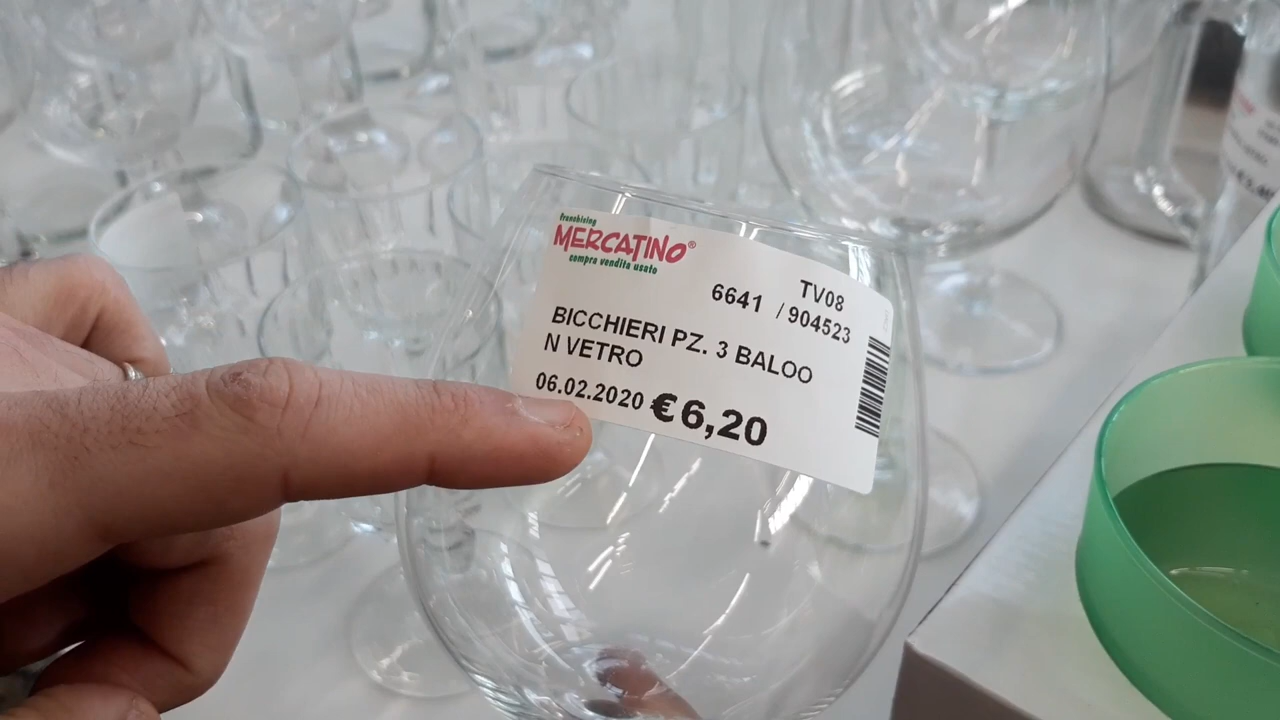 franchising
MERCATINO®
compra vendita usato
TV08
6641 / 904523
BICCHIERI PZ. 3 BALOO
N VETRO
06.02.2020 €6,20